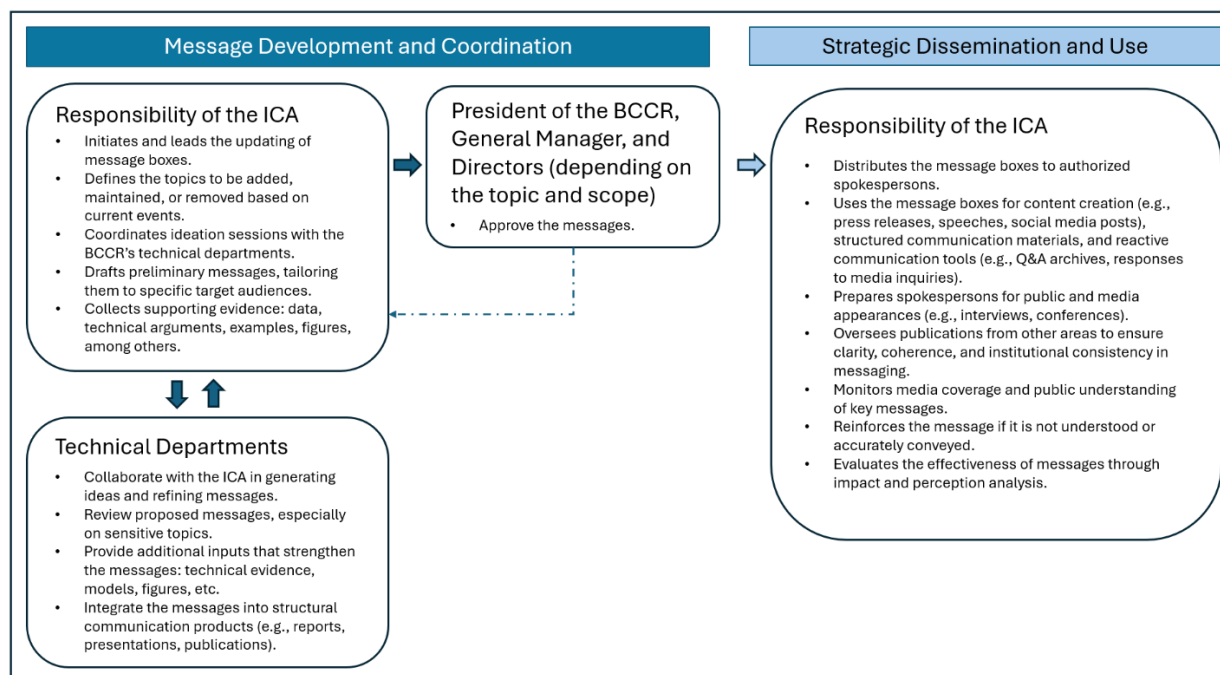 Message Development and Coordination
Strategic Dissemination and Use
Responsibility of the ICA
• Initiates and leads the updating of
message boxes.
• Defines the topics to be added,
maintained, or removed based on
current events.
• Coordinates ideation sessions with the
BCCR's technical departments.
• Drafts preliminary messages, tailoring
them to specific target audiences.
• Collects supporting evidence: data,
technical arguments, examples, figures,
among others.
President of the BCCR,
General Manager, and
Directors (depending on
the topic and scope)
• Approve the messages.
Technical Departments
• Collaborate with the ICA in generating
ideas and refining messages.
• Review proposed messages, especially
on sensitive topics.
• Provide additional inputs that strengthen
the messages: technical evidence,
models, figures, etc.
• Integrate the messages into structural
communication products (e.g., reports,
presentations, publications).
Responsibility of the ICA
• Distributes the message boxes to authorized
spokespersons.
• Uses the message boxes for content creation (e.g.,
press releases, speeches, social media posts),
structured communication materials, and reactive
communication tools (e.g., Q&A archives, responses
to media inquiries).
• Prepares spokespersons for public and media
appearances (e.g., interviews, conferences).
• Oversees publications from other areas to ensure
clarity, coherence, and institutional consistency in
messaging.
• Monitors media coverage and public understanding
of key messages.
• Reinforces the message if it is not understood or
accurately conveyed.
• Evaluates the effectiveness of messages through
impact and perception analysis.